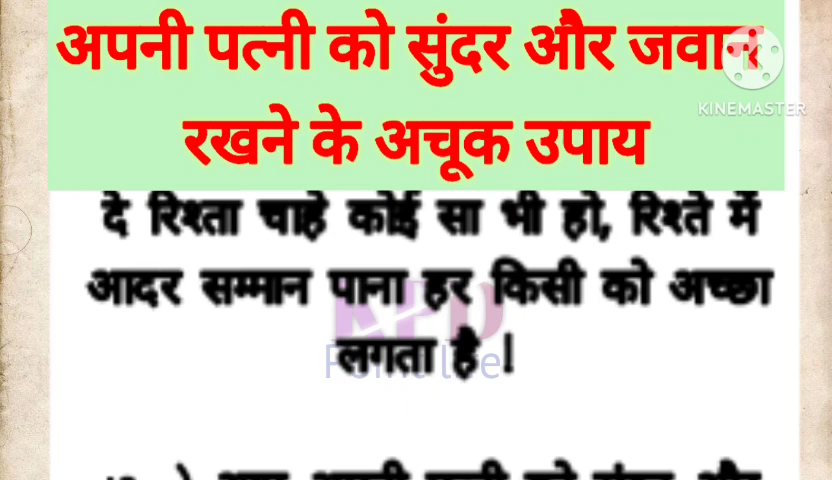 अपनी पत्नी को सुंदर और जवान
रखने के अचूक उपाय
KINEMASTER
दे रिश्ता चाहे कोई सा भी हो, रिश्ते में
आदर सम्मान पाना हर किसी को अच्छा
लगता है !